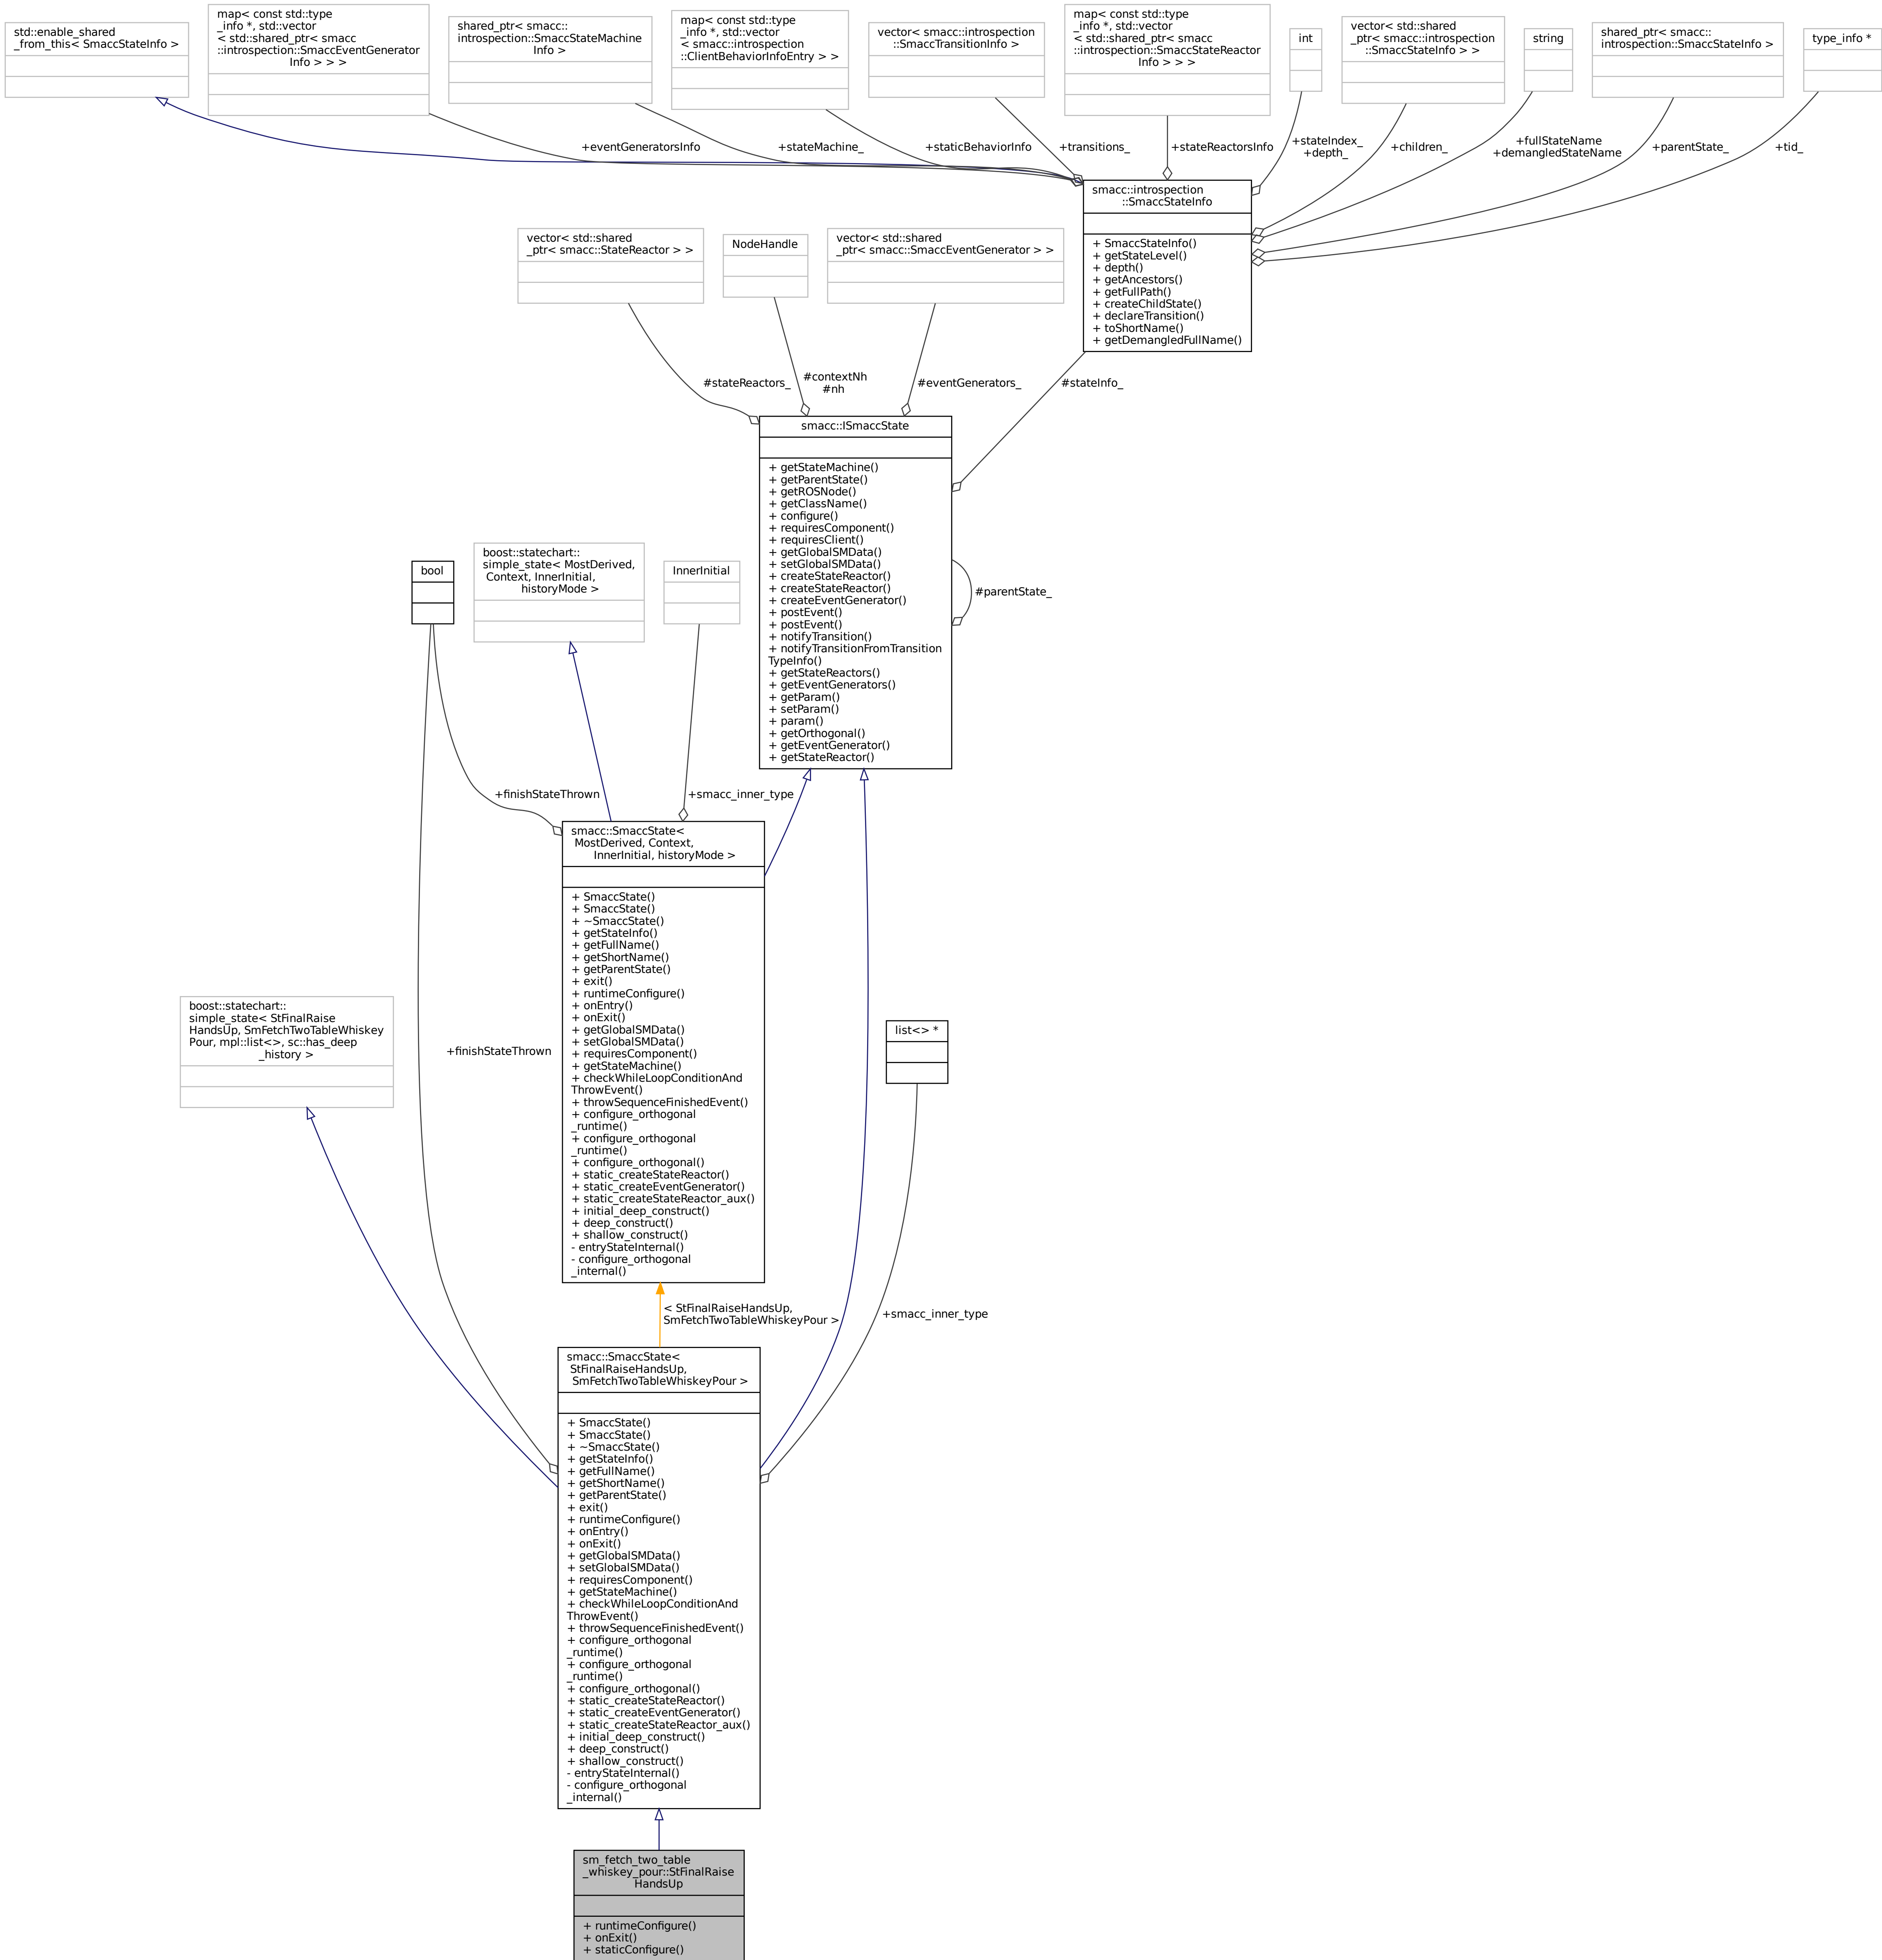 std::enable_shared
_from_this< SmaccStateInfo >
map< const std::type
_info *, std::vector
< std::shared_ptr< smacc
::introspection::SmaccEventGenerator
Info > > >
shared_ptr< smacc::
introspection::SmaccStateMachine
Info >
map< const std::type
_info *, std::vector
< smacc::introspection
::ClientBehaviorInfoEntry > >
vector< smacc::introspection
::SmaccTransitionInfo >
map< const std::type
_info *, std::vector
< std::shared_ptr< smacc
::introspection::SmaccStateReactor
Info > > >
int
vector< std::shared
_ptr< smacc::introspection
::SmaccStateInfo > >
string
shared_ptr< smacc::
introspection::SmaccStateInfo >
type_info *
+eventGeneratorsInfo
+stateMachine_
+staticBehaviorInfo
+transitions_
+stateReactorsInfo
+stateIndex_
+depth_
+children_
+fullStateName
+demangledStateName
+parentState_
+tid_
smacc::introspection
::SmaccStateInfo
+ SmaccStateInfo()
+ getStateLevel()
+ depth()
+ getAncestors()
+ getFullPath()
+ createChildState()
+ declareTransition()
+ toShortName()
+ getDemangledFullName()
vector< std::shared
_ptr< smacc::StateReactor > >
NodeHandle
vector< std::shared
_ptr< smacc::SmaccEventGenerator > >
#stateReactors_
#contextNh
#nh
#eventGenerators_
#stateInfo_
smacc::ISmaccState
+ getStateMachine()
+ getParentState()
+ getROSNode()
+ getClassName()
+ configure()
+ requiresComponent()
+ requiresClient()
+ getGlobalSMData()
+ setGlobalSMData()
+ createStateReactor()
+ createStateReactor()
+ createEventGenerator()
+ postEvent()
+ postEvent()
+ notifyTransition()
+ notifyTransitionFromTransition
TypeInfo()
+ getStateReactors()
+ getEventGenerators()
+ getParam()
+ setParam()
+ param()
+ getOrthogonal()
+ getEventGenerator()
+ getStateReactor()
#parentState_
bool
boost::statechart::
simple_state< MostDerived,
Context, InnerInitial,
historyMode >
InnerInitial
+finishStateThrown
+smacc_inner_type
smacc::SmaccState<
MostDerived, Context,
InnerInitial, historyMode >
+ SmaccState()
+ SmaccState()
+ ~SmaccState()
+ getStateInfo()
+ getFullName()
+ getShortName()
+ getParentState()
+ exit()
+ runtimeConfigure()
+ onEntry()
+ onExit()
+ getGlobalSMData()
+ setGlobalSMData()
+ requiresComponent()
+ getStateMachine()
+ checkWhileLoopConditionAnd
ThrowEvent()
+ throwSequenceFinishedEvent()
+ configure_orthogonal
_runtime()
+ configure_orthogonal
_runtime()
+ configure_orthogonal()
+ static_createStateReactor()
+ static_createEventGenerator()
+ static_createStateReactor_aux()
+ initial_deep_construct()
+ deep_construct()
+ shallow_construct()
- entryStateInternal()
- configure_orthogonal
_internal()
boost::statechart::
simple_state< StFinalRaise
HandsUp, SmFetchTwoTableWhiskey
Pour, mpl::list<>, sc::has_deep
_history >
+finishStateThrown
list<> *
< StFinalRaiseHandsUp,
SmFetchTwoTableWhiskeyPour >
+smacc_inner_type
smacc::SmaccState<
StFinalRaiseHandsUp,
SmFetchTwoTableWhiskeyPour >
+ SmaccState()
+ SmaccState()
+ ~SmaccState()
+ getStateInfo()
+ getFullName()
+ getShortName()
+ getParentState()
+ exit()
+ runtimeConfigure()
+ onEntry()
+ onExit()
+ getGlobalSMData()
+ setGlobalSMData()
+ requiresComponent()
+ getStateMachine()
+ checkWhileLoopConditionAnd
ThrowEvent()
+ throwSequenceFinishedEvent()
+ configure_orthogonal
_runtime()
+ configure_orthogonal
_runtime()
+ configure_orthogonal()
+ static_createStateReactor()
+ static_createEventGenerator()
+ static_createStateReactor_aux()
+ initial_deep_construct()
+ deep_construct()
+ shallow_construct()
- entryStateInternal()
- configure_orthogonal
_internal()
sm_fetch_two_table
_whiskey_pour::StFinalRaise
HandsUp
+ runtimeConfigure()
+ onExit()
+ staticConfigure()